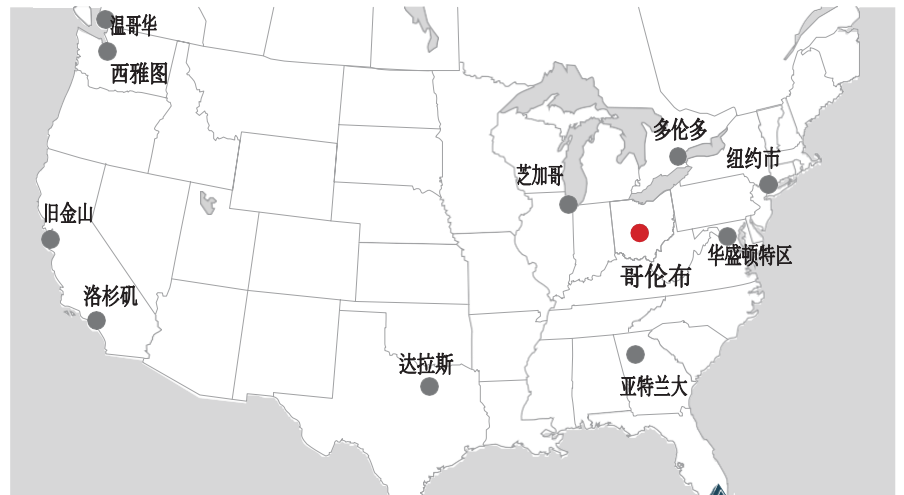 温哥华
西雅图
多伦多
纽约市
芝加哥
旧金山
华盛顿特区
哥伦布
洛杉矶
达拉斯
亚特兰大